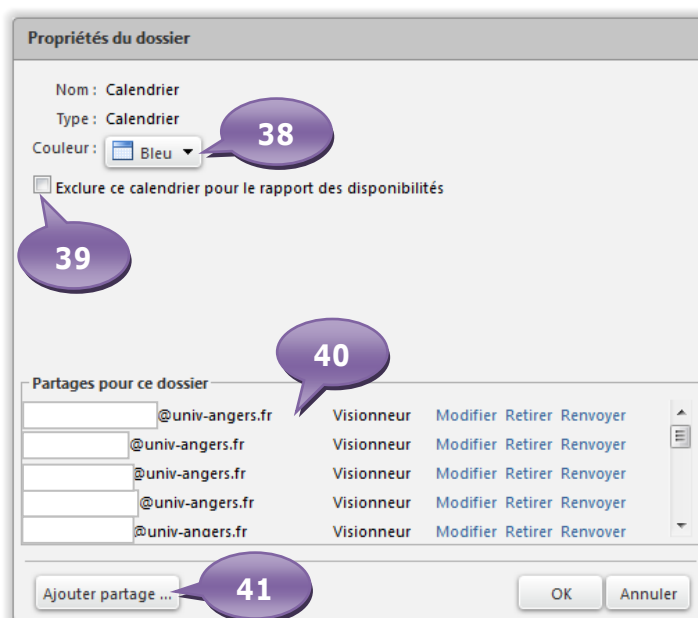 Propriétés du dossier
Nom : Calendrier
Type : Calendrier
Couleur : Bleu
38
Exclure ce calendrier pour le rapport des disponibilités
39
40
Partages pour ce dossier
@univ-angers.fr Visionneur Modifier Retirer Renvoyer
@univ-angers.fr Visionneur Modifier Retirer Renvoyer
@univ-angers.fr Visionneur Modifier Retirer Renvoyer
@univ-angers.fr Visionneur Modifier Retirer Renvoyer
@univ-angers.fr Visionneur Modifier Retirer Renvoyer
Ajouter partage ... 41 OK Annuler